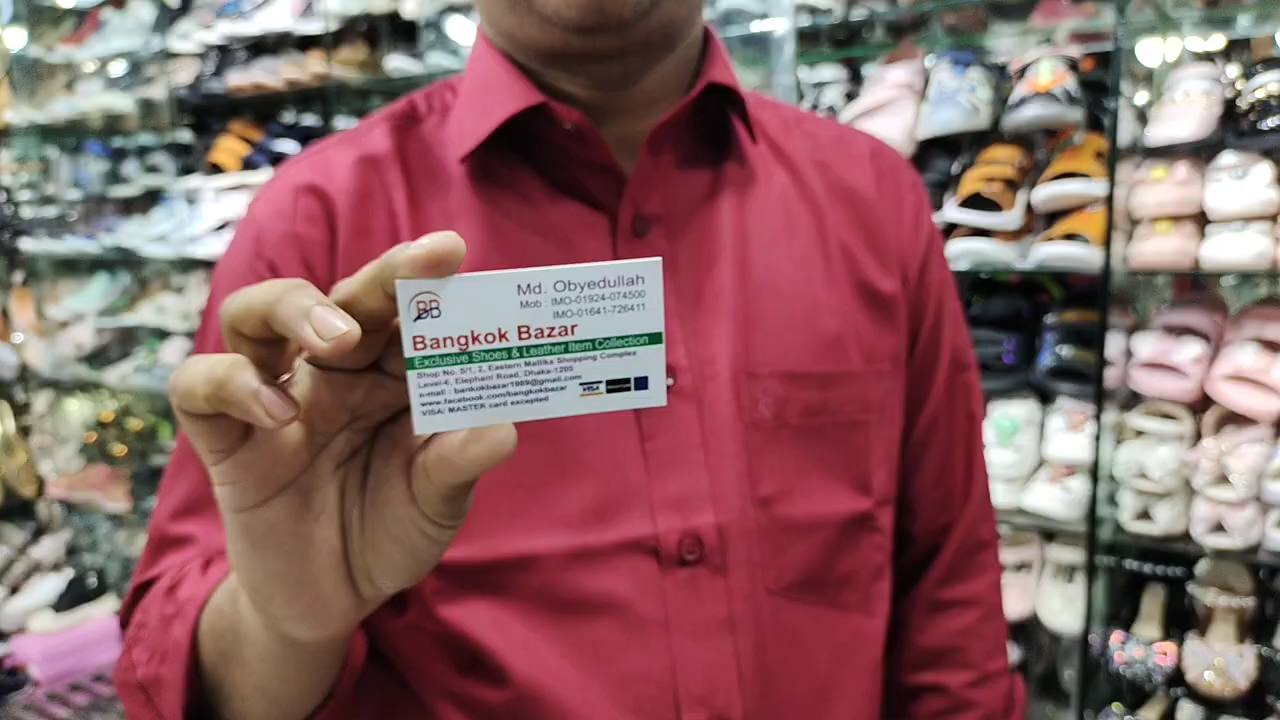 BB
Md. Obyedullah
Mob : IMO-01924-074500
IMO-01641-726411
Bangkok Bazar
Exclusive Shoes & Leather Item Collection
Shop No. 5/1, 2, Eastern Mallika Shopping Complex
Level-6, Elephant Road, Dhaka-1205
e-mail : bankokbazar1989@gmail.com
www.facebook.com/bangkokbazar
VISA/ MASTER card excepted
VISA